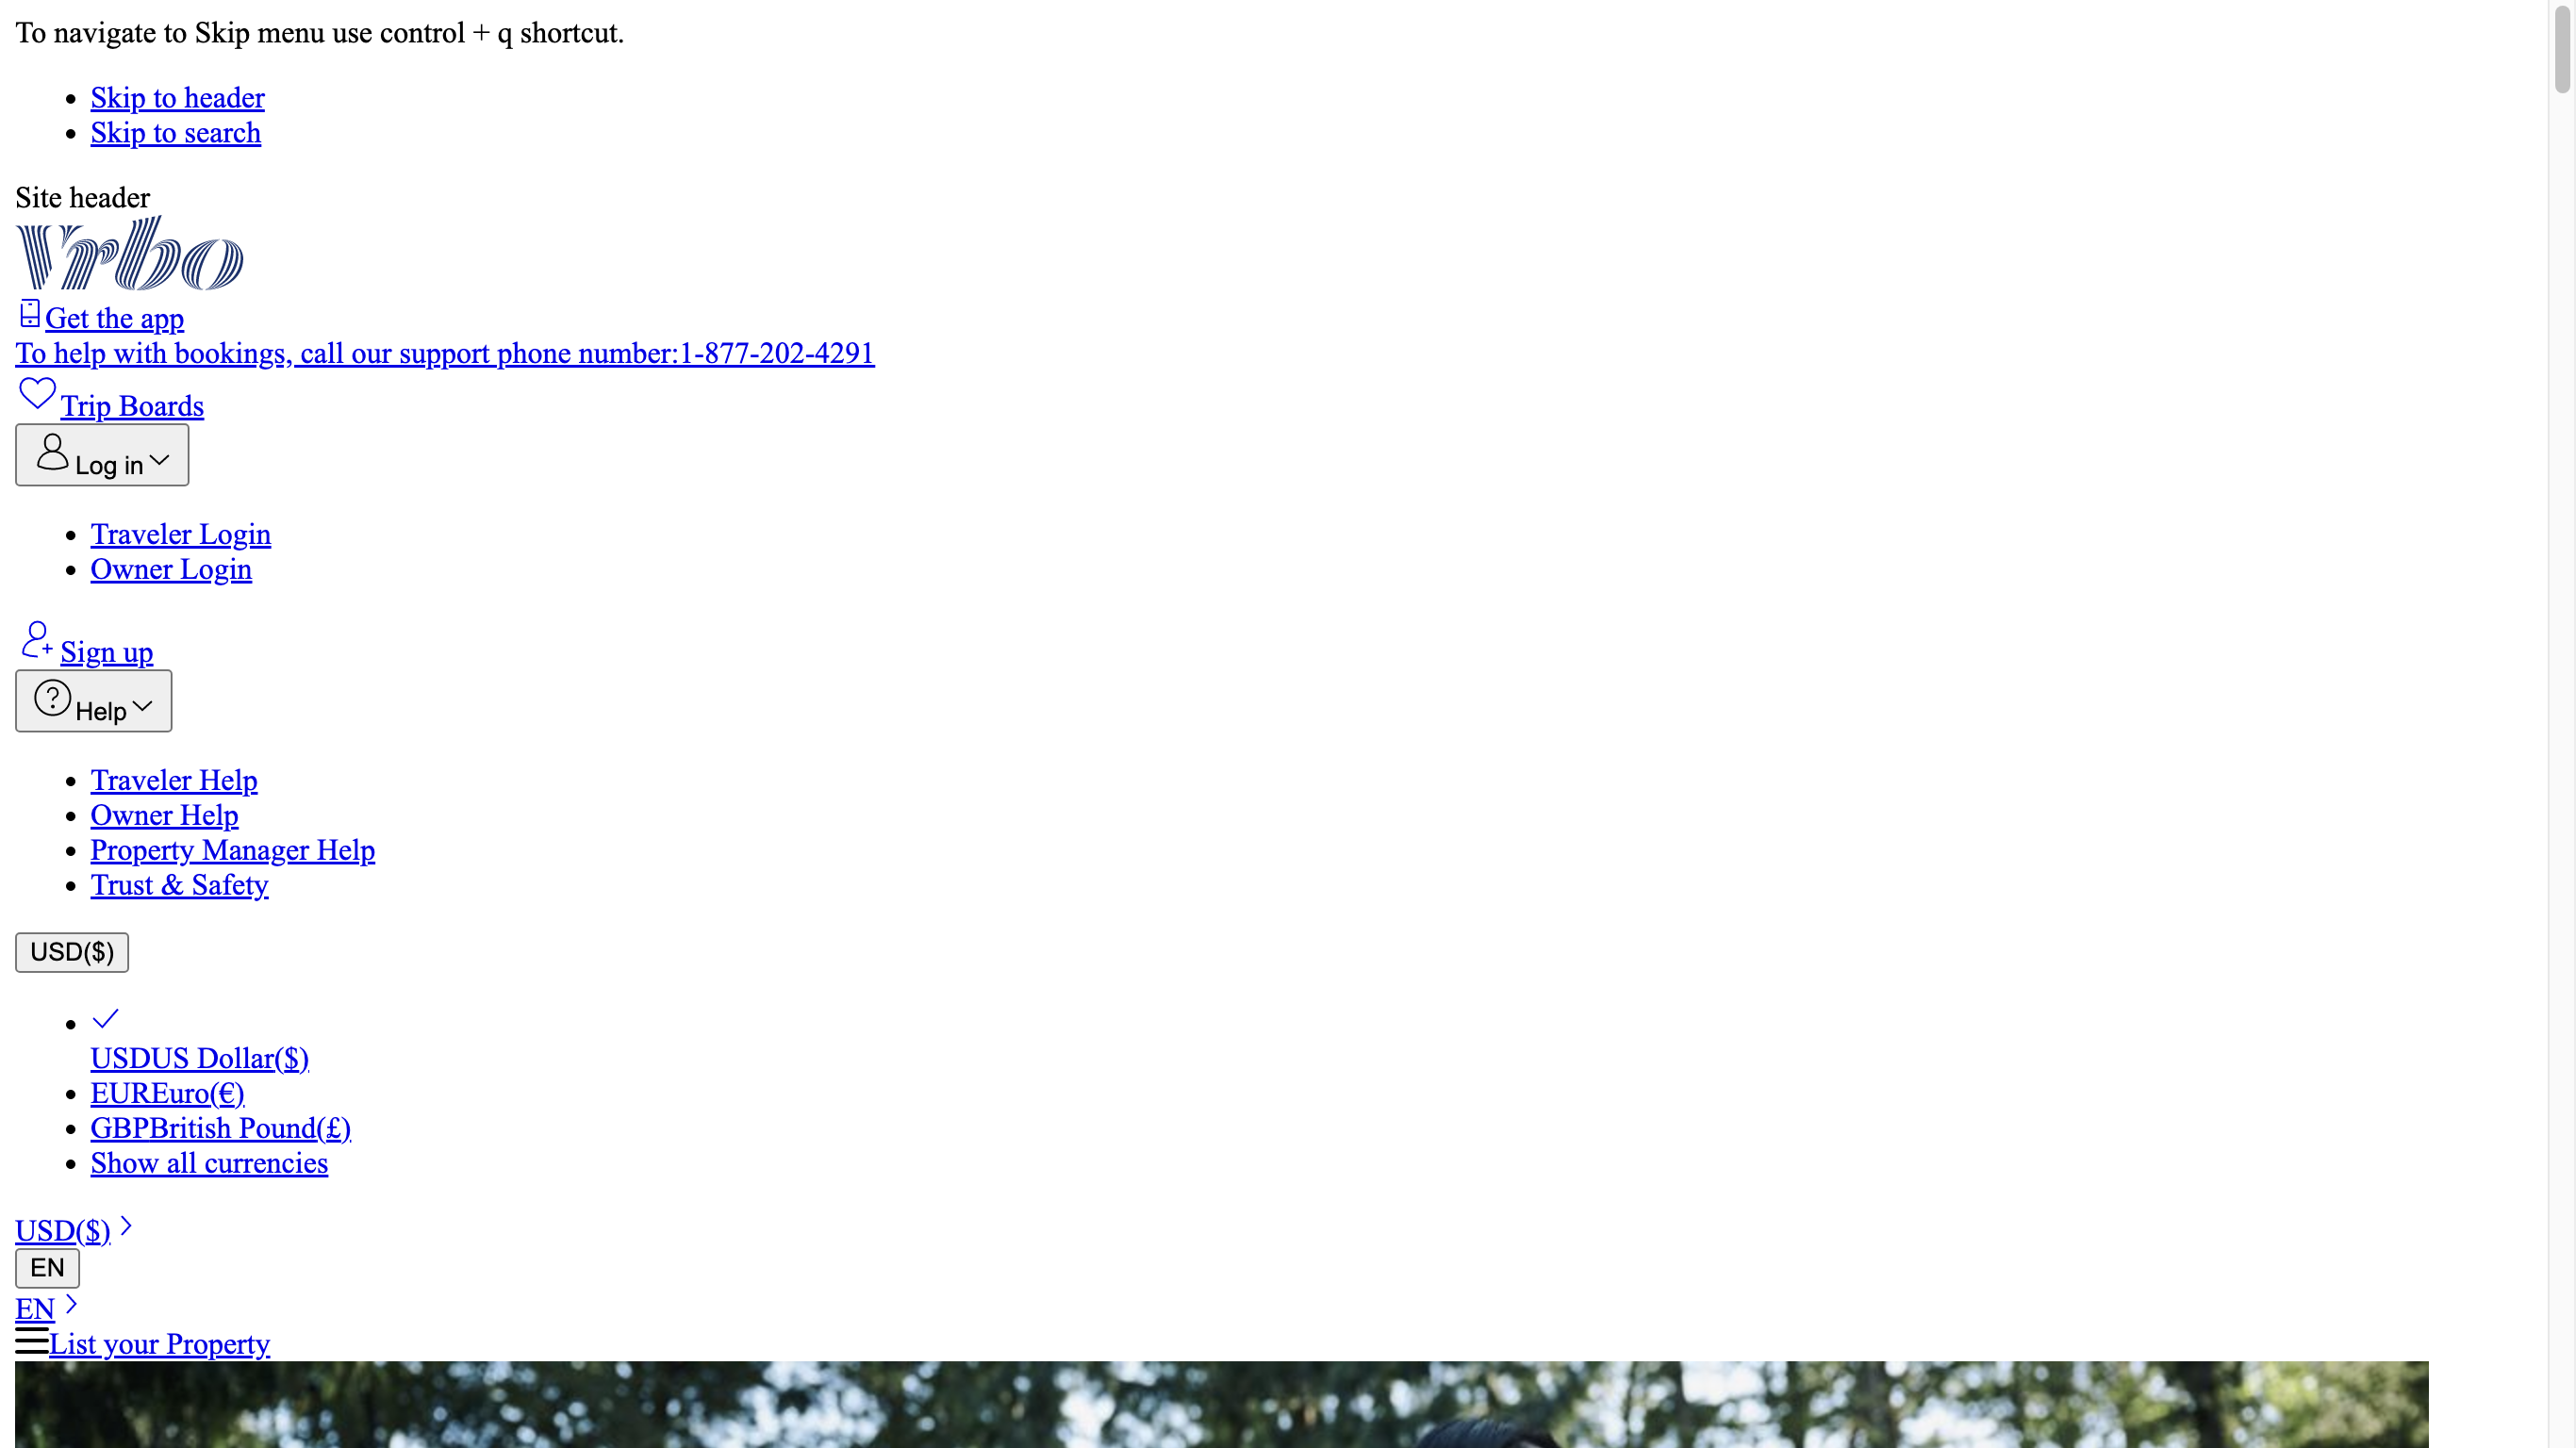 To navigate to Skip menu use control + q shortcut.
Skip to header
Skip to search
Site header
Vrbo
Get the app
To help with bookings, call our support phone number:1-877-202-4291
Trip Boards
Log in
Traveler Login
Owner Login
Sign up
Help
Traveler Help
Owner Help
Property Manager Help
Trust & Safety
USD($)
USDUS Dollar($)
EUREuro(€)
GBPBritish Pound(£)
Show all currencies
USD($)
EN
EN
List your Property